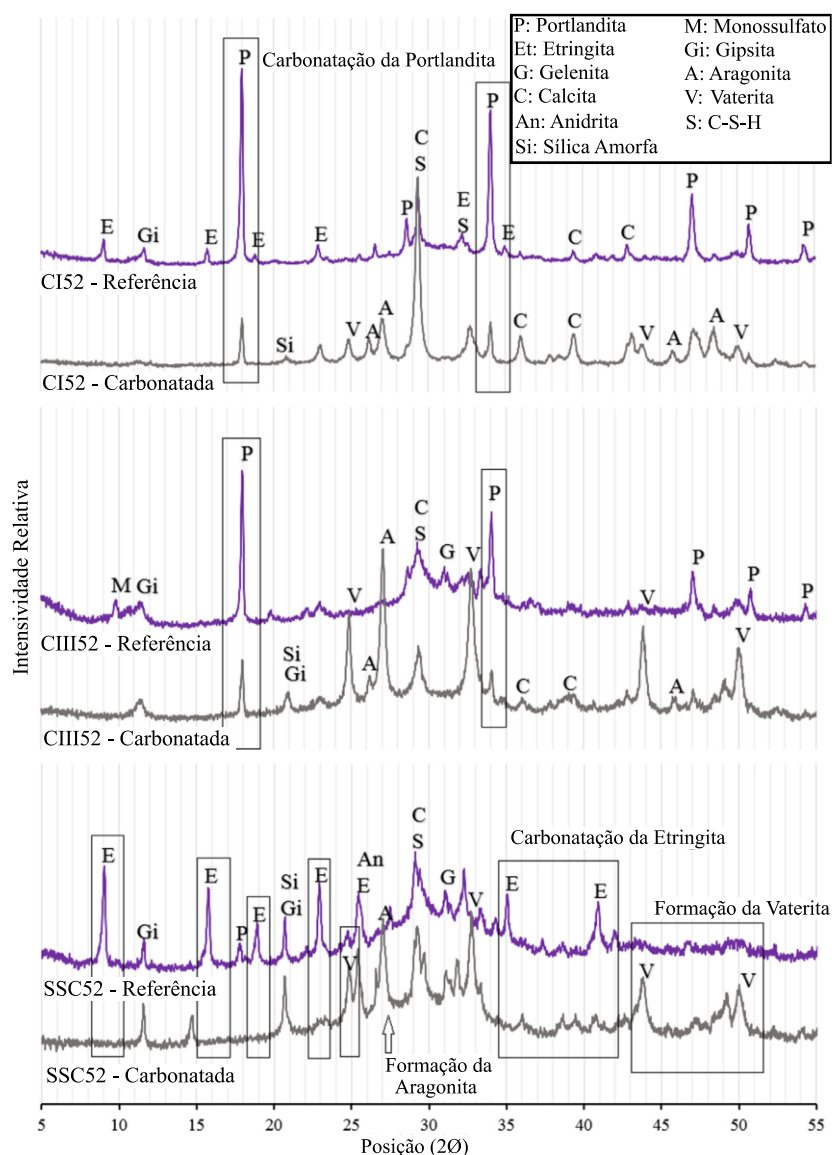 P: Portlandita M: Monossulfato
Et: Etringita Gi: Gipsita
G: Gelenita A: Aragonita
C: Calcita V: Vaterita
An: Anidrita S: C-S-H
Si: Sílica Amorfa
Carbonatação da Portlandita
P
P
C
S
E
Gi
E
E
E
P
E
S
E
C
C
P
P
P
CI52 - Referência
Si
V
A
A
C
C
V
A
A
V
CI52 - Carbonatada
P
P
C
S
M
Gi
G
P
P
P
CIII52 - Referência
Si
Gi
V
A
A
V
C
C
V
A
V
CIII52 - Carbonatada
Carbonatação da Etringita
Formação da Vaterita
E
Gi
E
P
E
Si
Gi
E
An
E
C
S
G
V
E
E
SSC52 - Referência
V
A
V
V
SSC52 - Carbonatada
Formação da
Aragonita
Intensividade Relativa
5 10 15 20 25 30 35 40 45 50 55
Posição (2Ø)